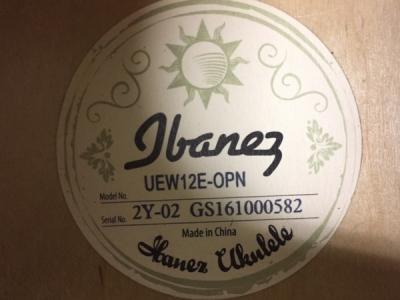 Ibanez
UEW12E-OPN
Model No.
Serial No. 2Y-02 GS161000582
Made in China
Ibanez Ukulele